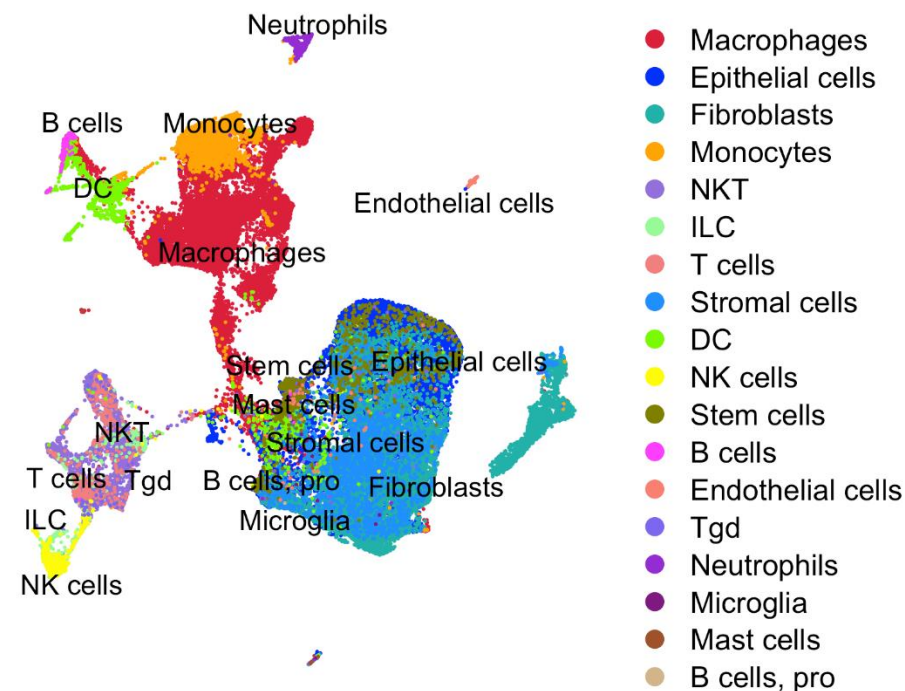 Neutrophils
B cells
Monocytes
DC
Endothelial cells
Macrophages
Stem cells
Epithelial cells
Mast cells
NKT
Stromal cells
T cells
Tgd
B cells, pro
Fibroblasts
ILC
Microglia
NK cells
Macrophages
Epithelial cells
Fibroblasts
Monocytes
NKT
ILC
T cells
Stromal cells
DC
NK cells
Stem cells
B cells
Endothelial cells
Tgd
Neutrophils
Microglia
Mast cells
B cells, pro